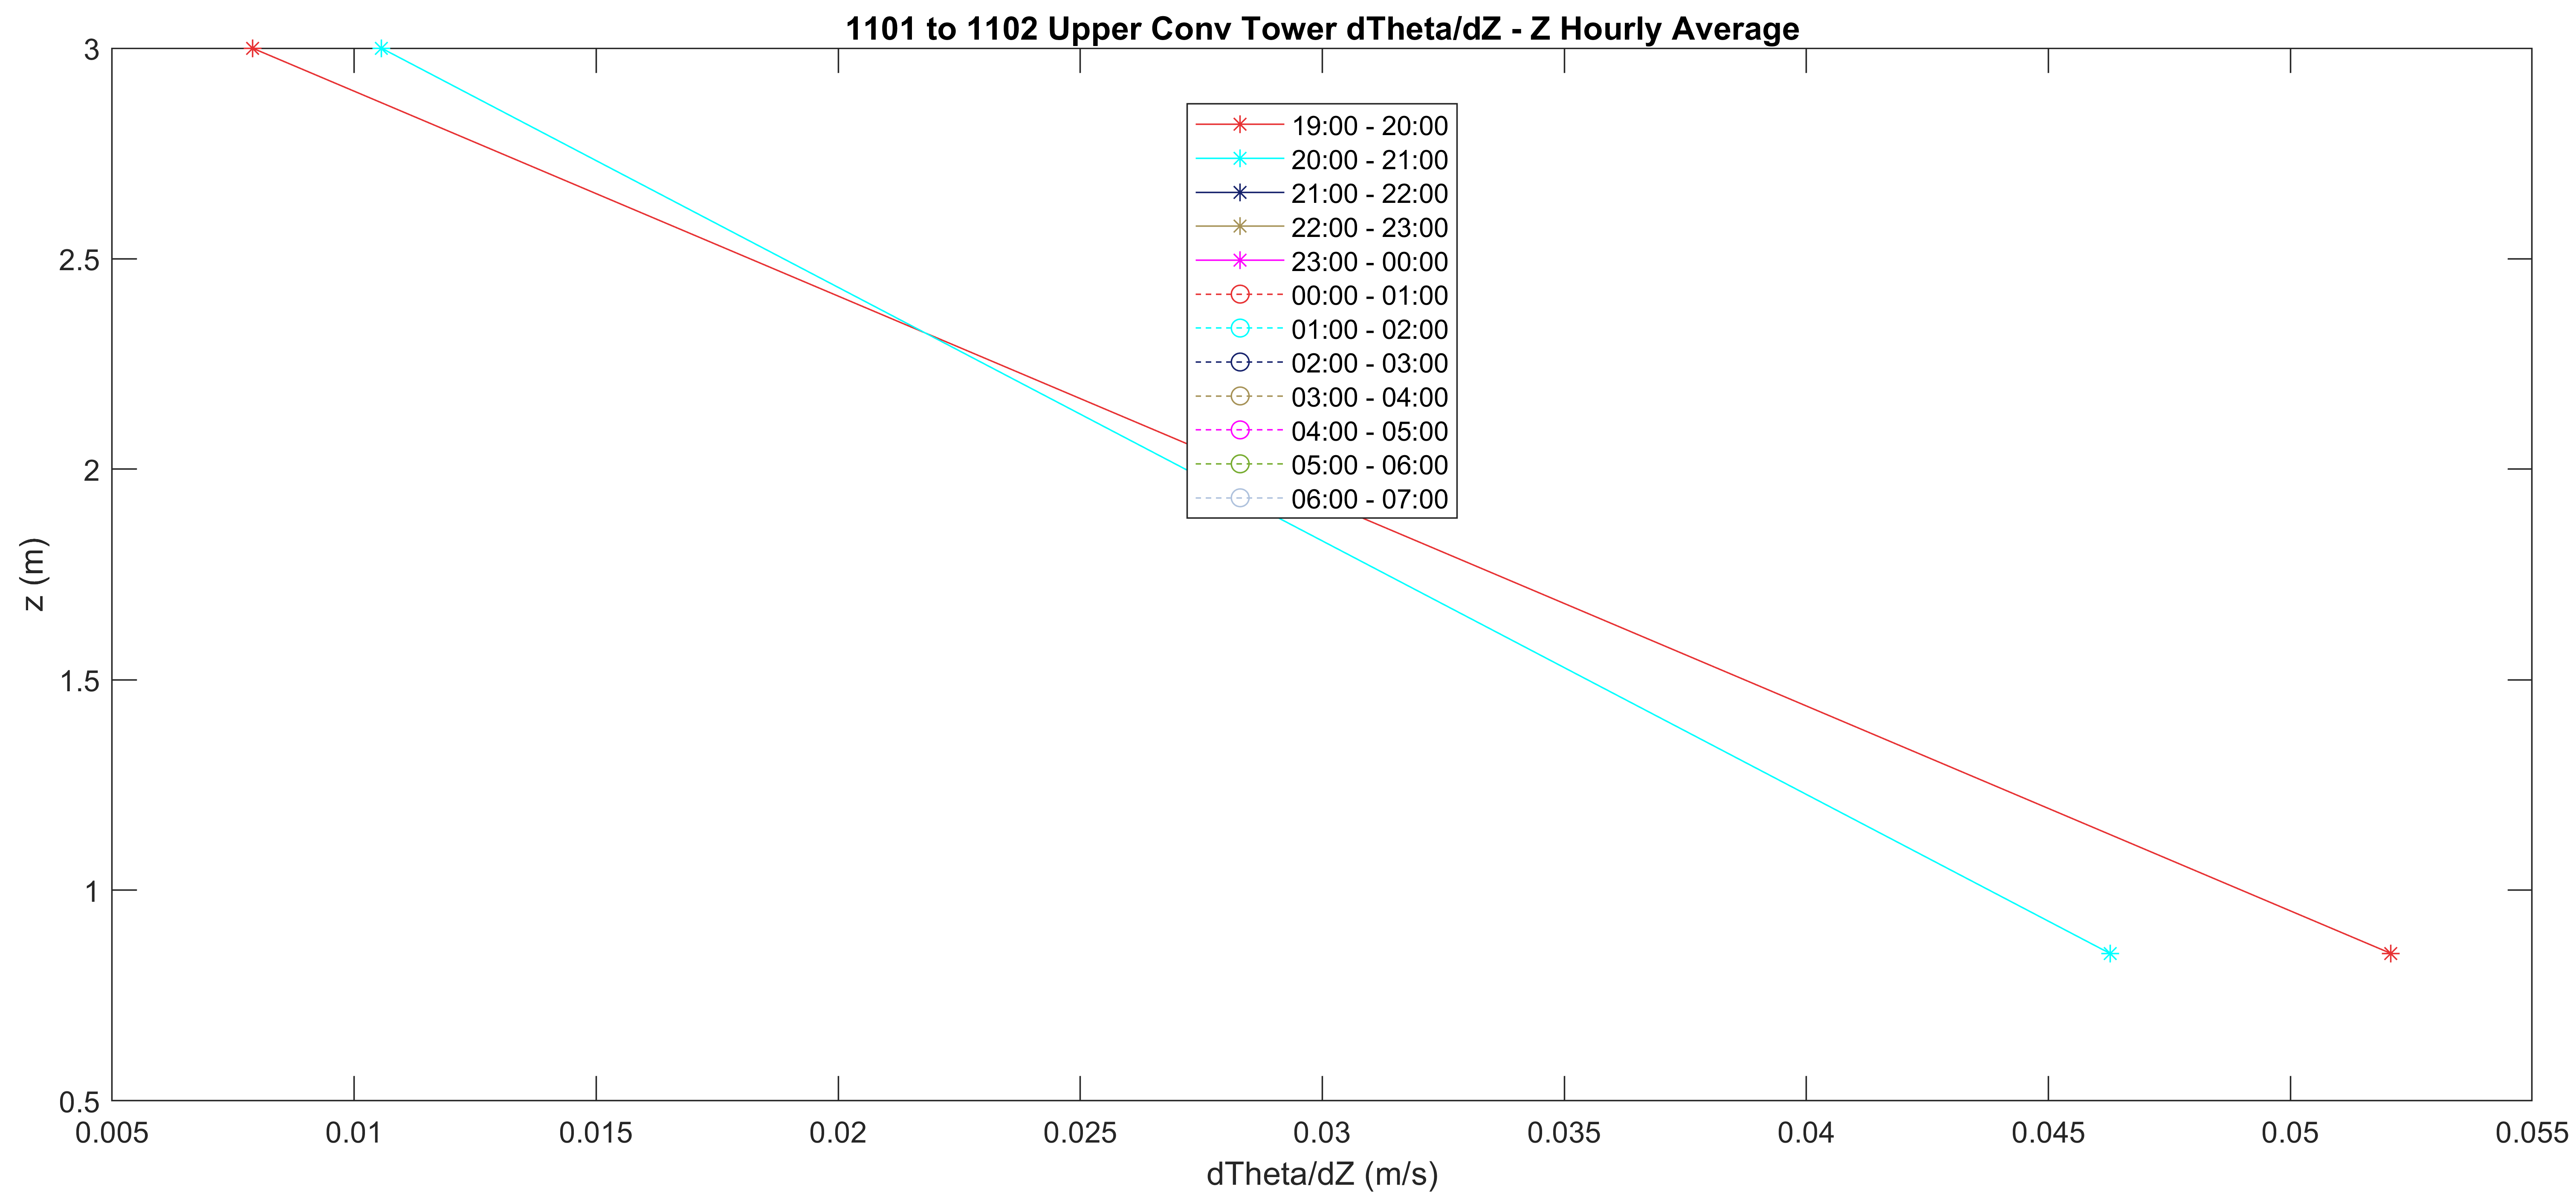 1101 to 1102 Upper Conv Tower dTheta/dZ - Z Hourly Average
3
2.5
2
1.5
1
0.5
z (m)
19:00 - 20:00
20:00 - 21:00
21:00 - 22:00
22:00 - 23:00
23:00 - 00:00
00:00 - 01:00
01:00 - 02:00
02:00 - 03:00
03:00 - 04:00
04:00 - 05:00
05:00 - 06:00
06:00 - 07:00
0.005 0.01 0.015 0.02 0.025 0.03 0.035 0.04 0.045 0.05 0.055
dTheta/dZ (m/s)